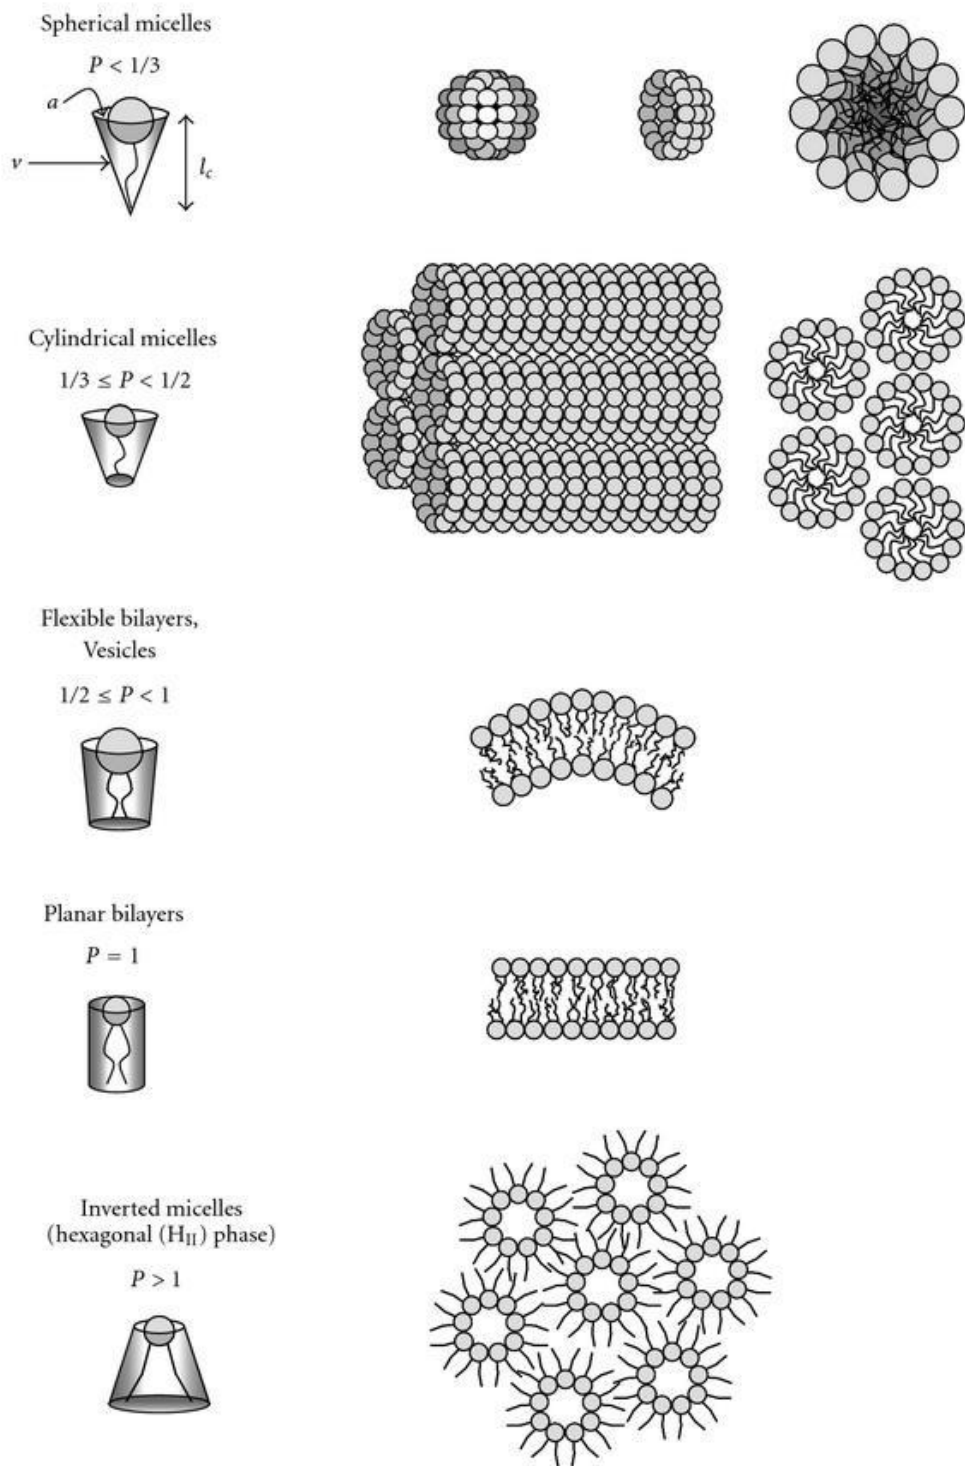 Spherical micelles
P < 1/3
a
v
l_c
Cylindrical micelles
1/3 ≤ P < 1/2
Flexible bilayers,
Vesicles
1/2 ≤ P < 1
Planar bilayers
P = 1
Inverted micelles
(hexagonal (H_II) phase)
P > 1